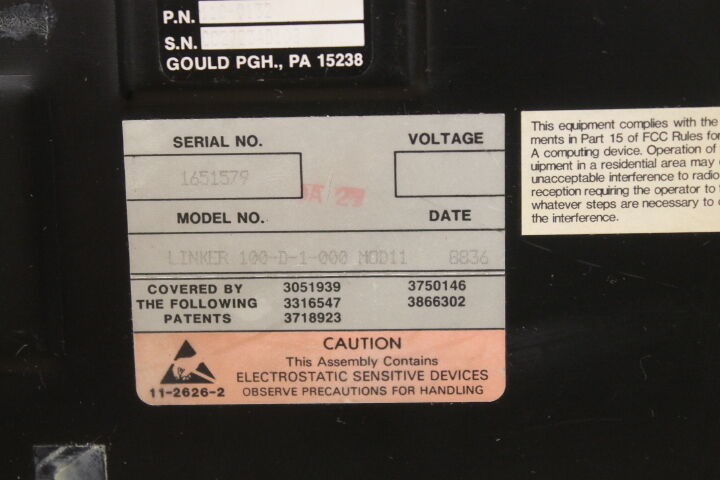 P.N.
S.N.
GOULD PGH., PA 15238
SERIAL NO.
VOLTAGE
1651579
MODEL NO.
DATE
LINKER 100-D-1-000 MOD11
8836
COVERED BY
THE FOLLOWING
PATENTS
3051939
3316547
3718923
3750146
3866302
CAUTION
This Assembly Contains
ELECTROSTATIC SENSITIVE DEVICES
OBSERVE PRECAUTIONS FOR HANDLING
11-2626-2
This equipment complies with the
ments in Part 15 of FCC Rules for
A computing device. Operation of
uipment in a residential area may
unacceptable interference to radio
reception requiring the operator to
whatever steps are necessary to
the interference.